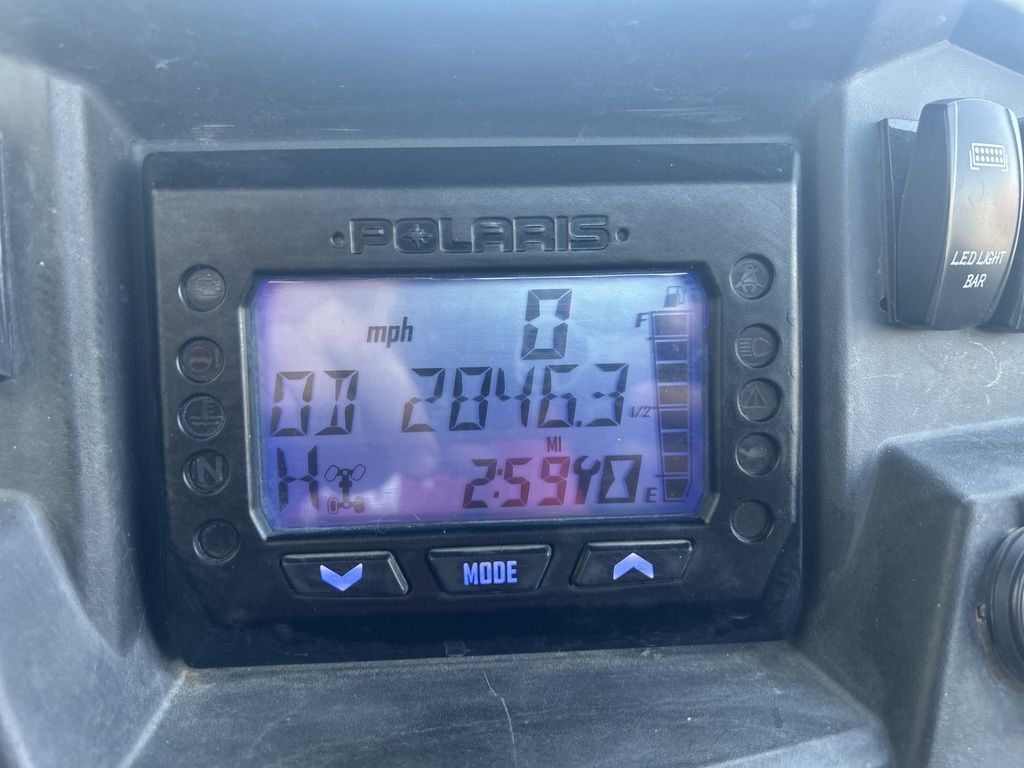 POLARIS
mph 0
F
OD 2846.3
1/2
MI
H 2:59
E
N
MODE
LED LIGHT
BAR